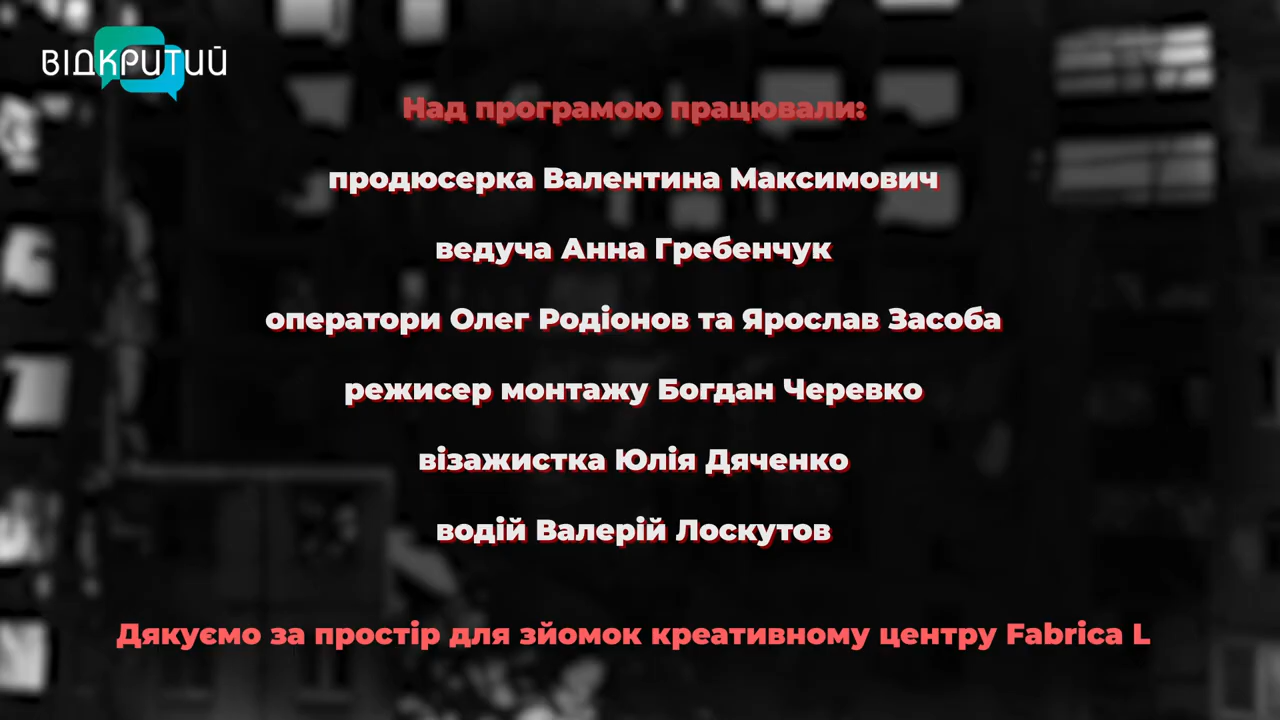 ВІДКРИТИЙ
Над програмою працювали:
продюсерка Валентина Максимович
ведуча Анна Гребенчук
оператори Олег Родіонов та Ярослав Засоба
режисер монтажу Богдан Черевко
візажистка Юлія Дяченко
водій Валерій Лоскутов
Дякуємо за простір для зйомок креативному центру Fabrica L